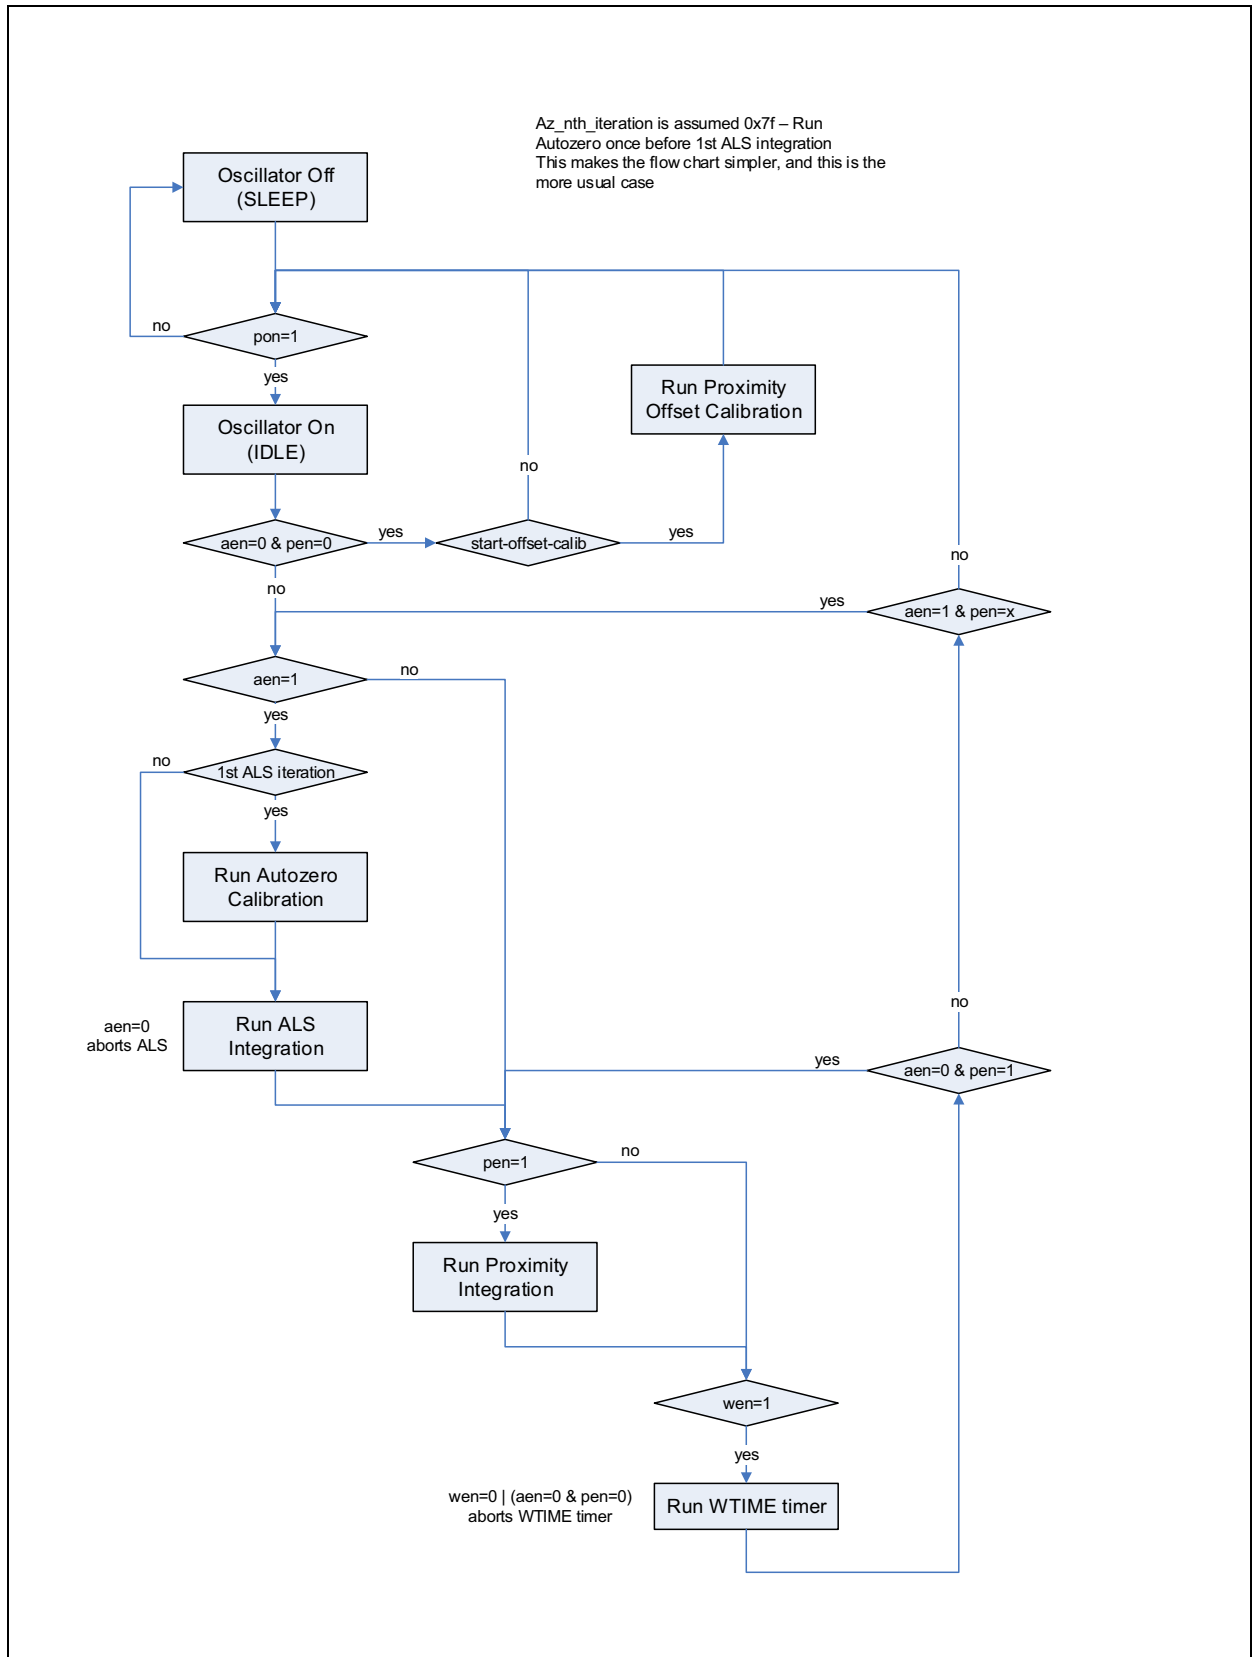 Az_nth_iteration is assumed 0x7f – Run
Autozero once before 1st ALS integration
This makes the flow chart simpler, and this is the
more usual case
Oscillator Off
(SLEEP)
no
pon=1
yes
Run Proximity
Offset Calibration
Oscillator On
(IDLE)
no
aen=0 & pen=0
yes
start-offset-calib
yes
no
no
yes
aen=1 & pen=x
aen=1
no
yes
no
1st ALS iteration
yes
Run Autozero
Calibration
no
aen=0
aborts ALS
Run ALS
Integration
yes
aen=0 & pen=1
pen=1
no
yes
Run Proximity
Integration
wen=1
yes
wen=0 | (aen=0 & pen=0)
aborts WTIME timer
Run WTIME timer